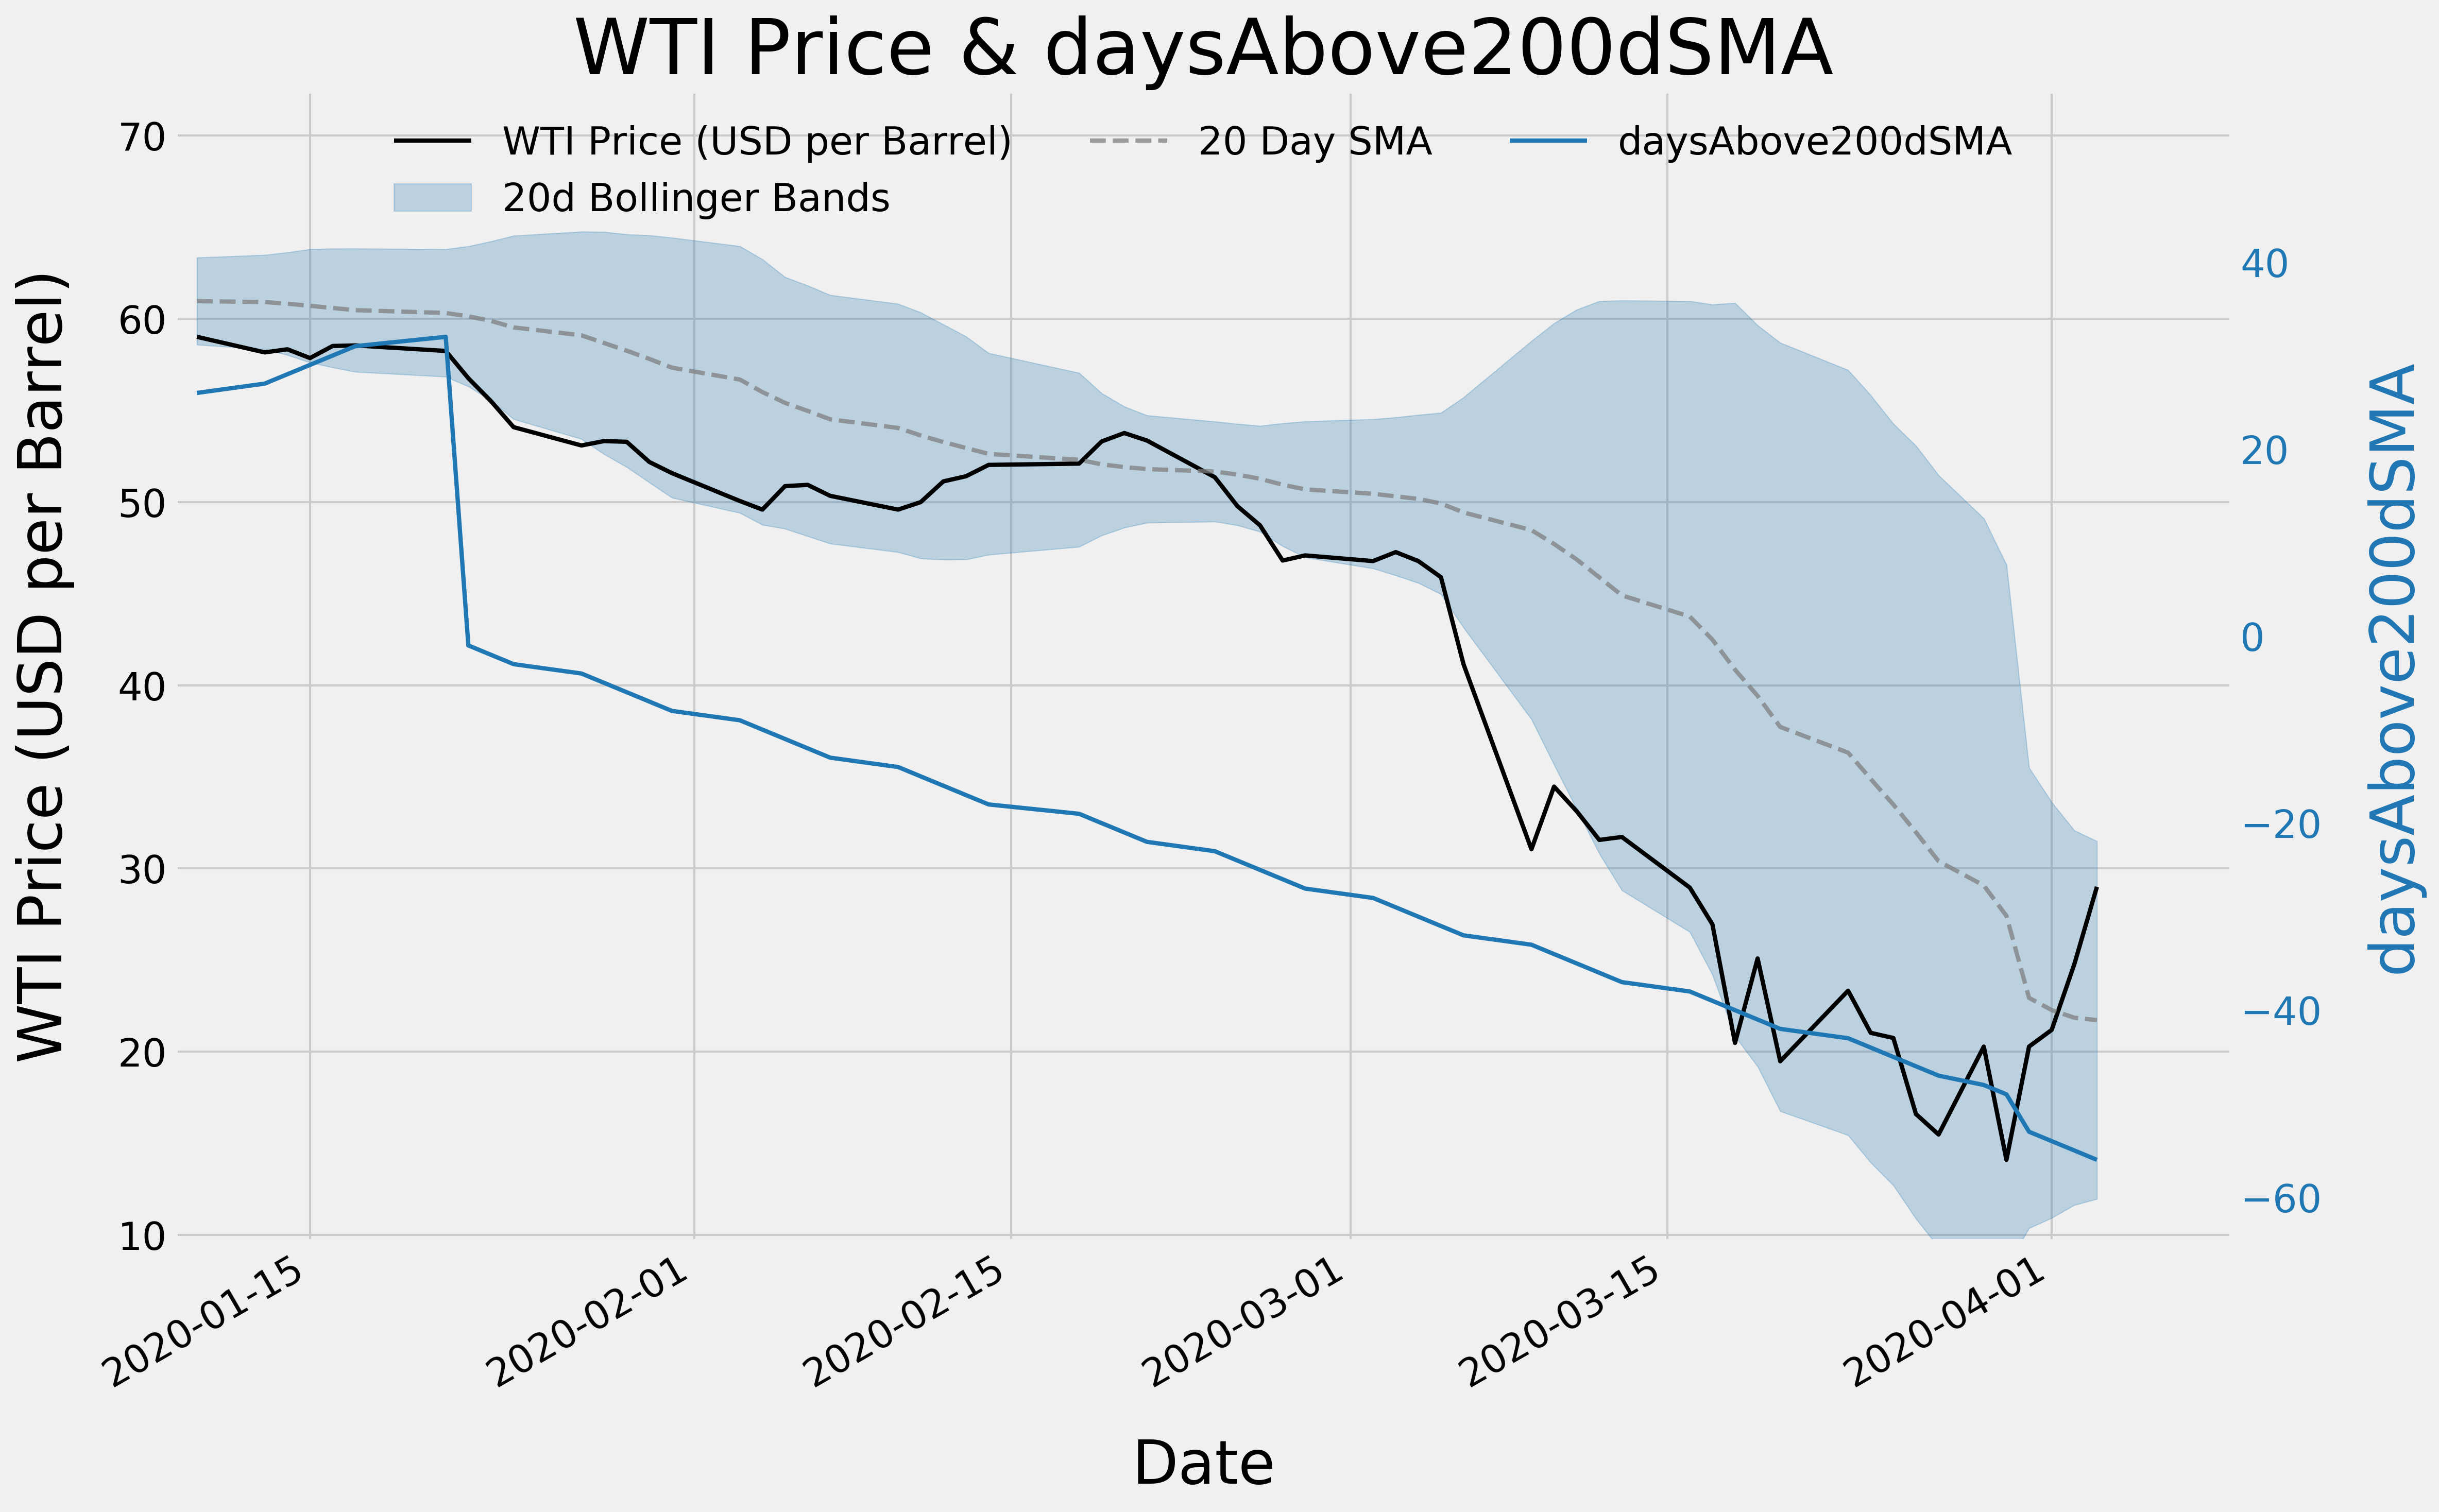 WTI Price & daysAbove200dSMA
WTI Price (USD per Barrel)
20 Day SMA
daysAbove200dSMA
20d Bollinger Bands
WTI Price (USD per Barrel)
70
60
50
40
30
20
10
40
20
0
−20
−40
−60
daysAbove200dSMA
2020-01-15
2020-02-01
2020-02-15
2020-03-01
2020-03-15
2020-04-01
Date